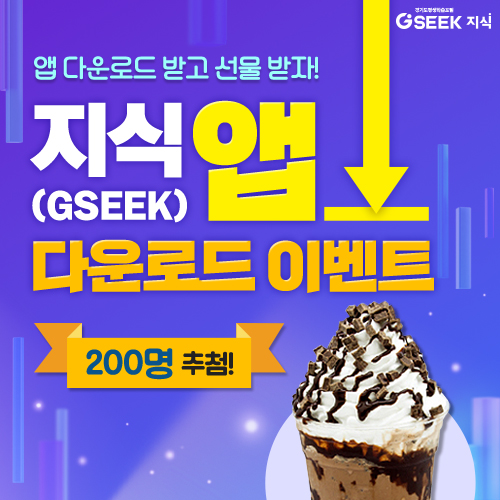 경기도평생학습포털
GSEEK 지식
앱 다운로드 받고 선물 받자!
지식 앱
(GSEEK)
다운로드 이벤트
200명 추첨!